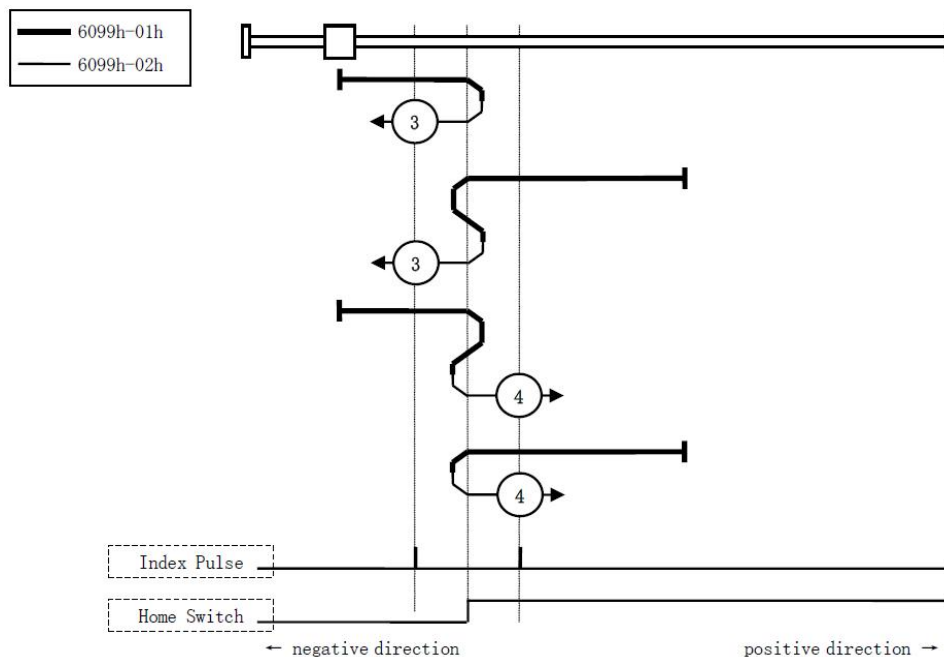 6099h-01h
6099h-02h
3
3
4
4
Index Pulse
Home Switch
← negative direction
positive direction →